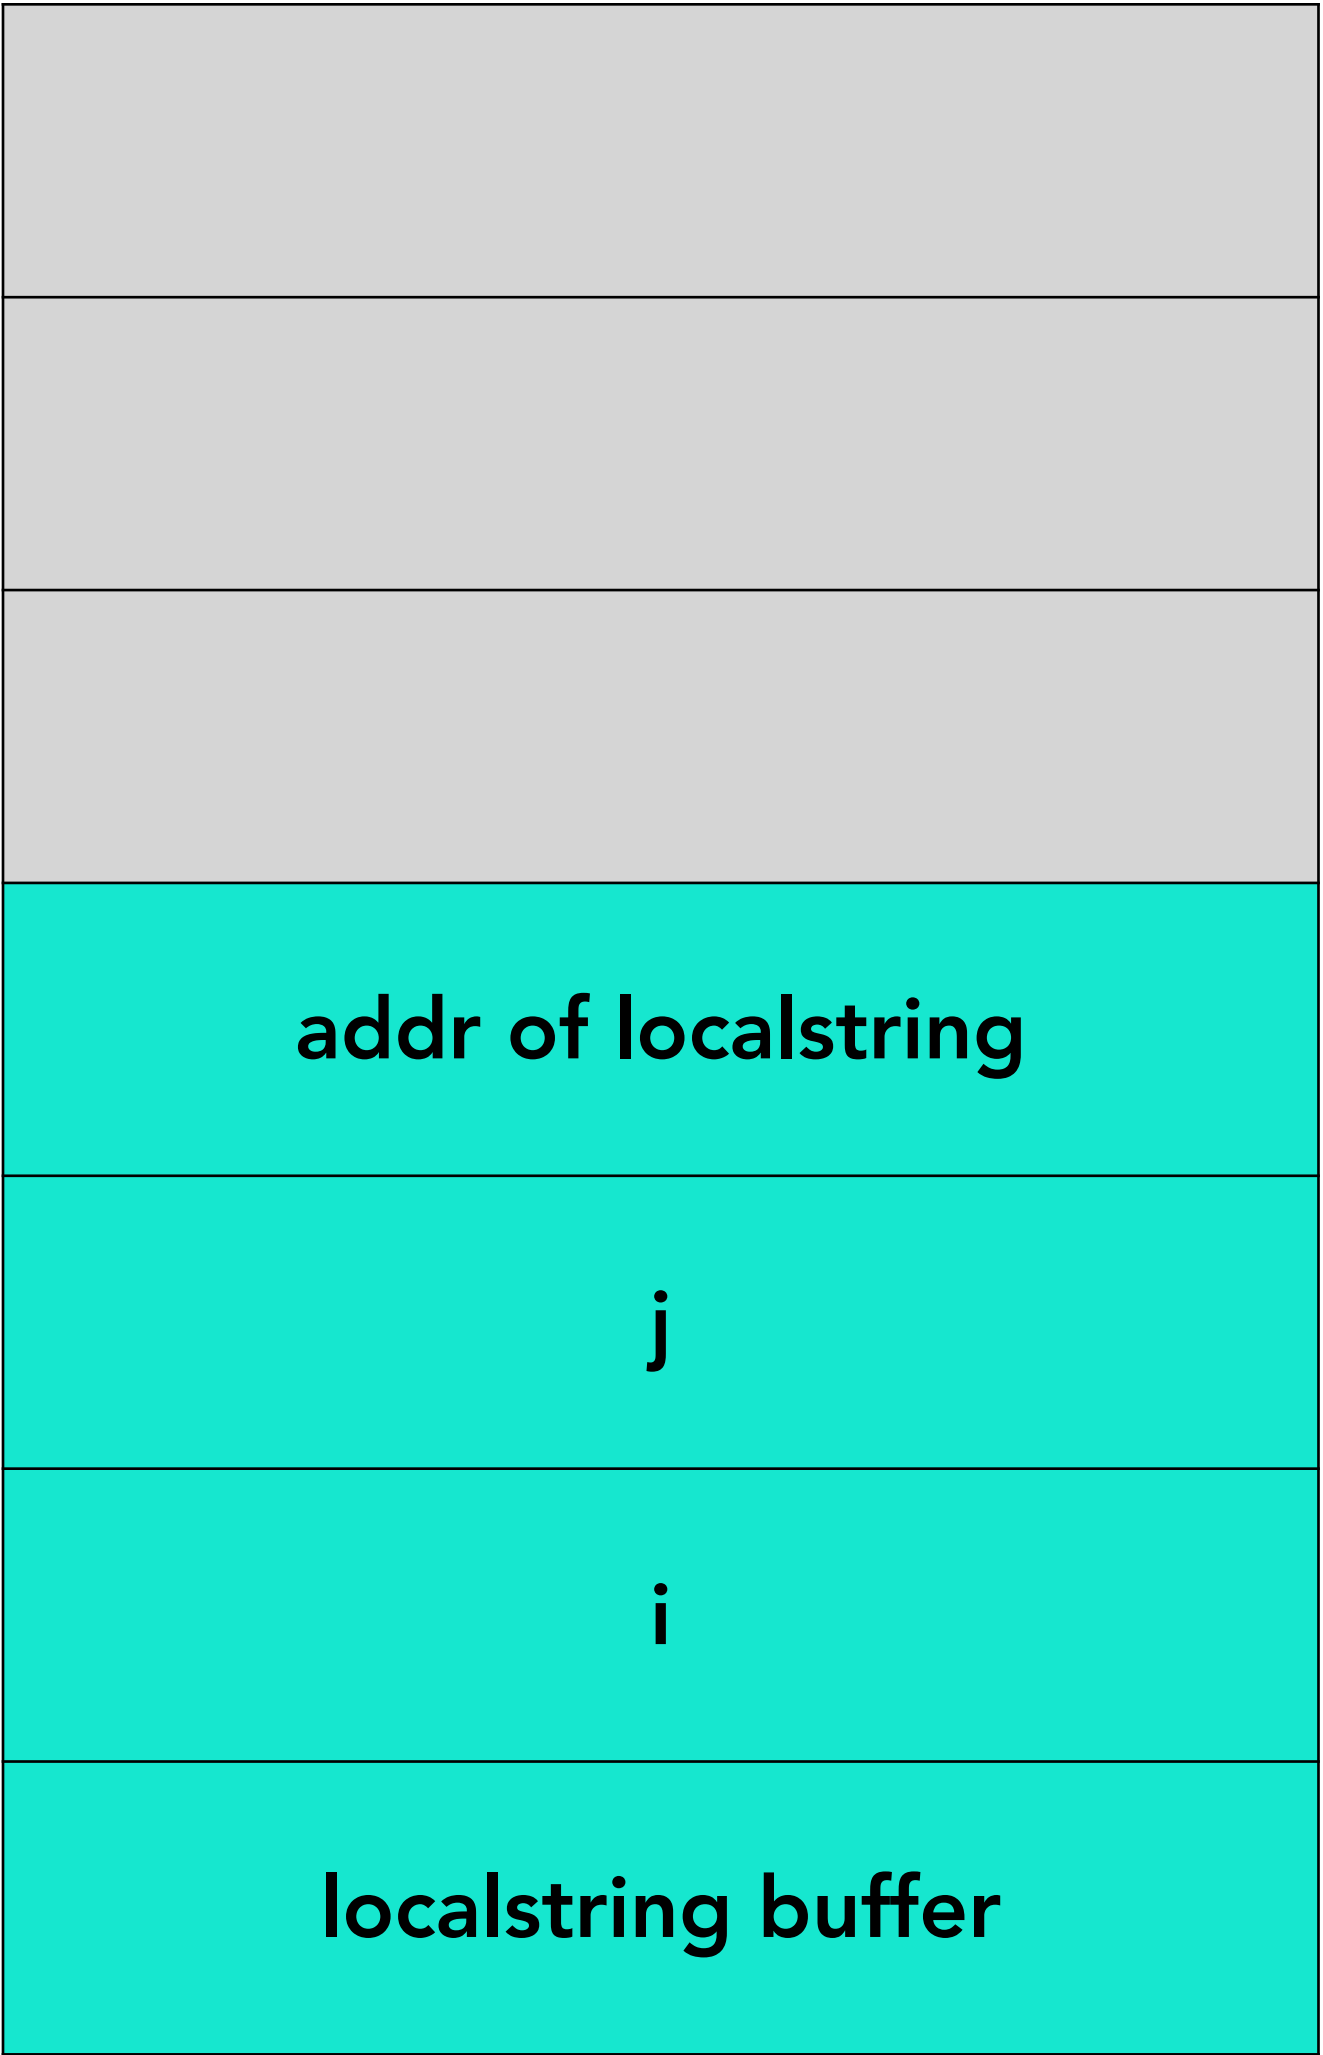 addr of localstring
j
i
localstring buffer